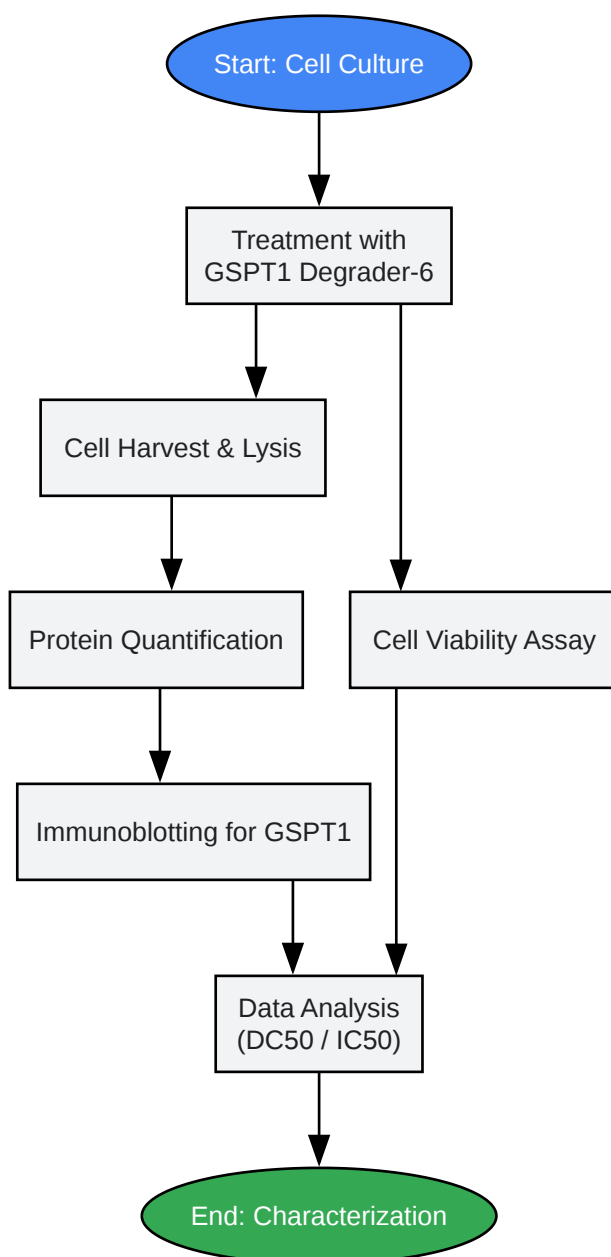 Start: Cell Culture
Treatment with
GSPT1 Degrader-6
Cell Harvest & Lysis
Protein Quantification
Cell Viability Assay
Immunoblotting for GSPT1
Data Analysis
(DC50 / IC50)
End: Characterization